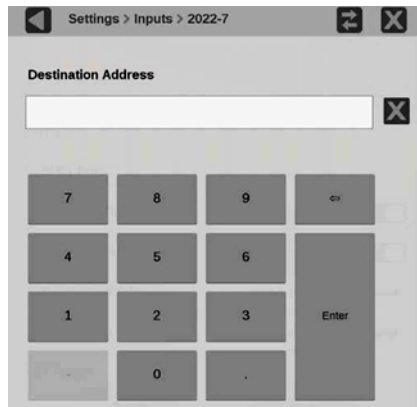 Settings > Inputs > 2022-7
Destination Address
7 8 9 ⇦
4 5 6
1 2 3 Enter
- 0 .